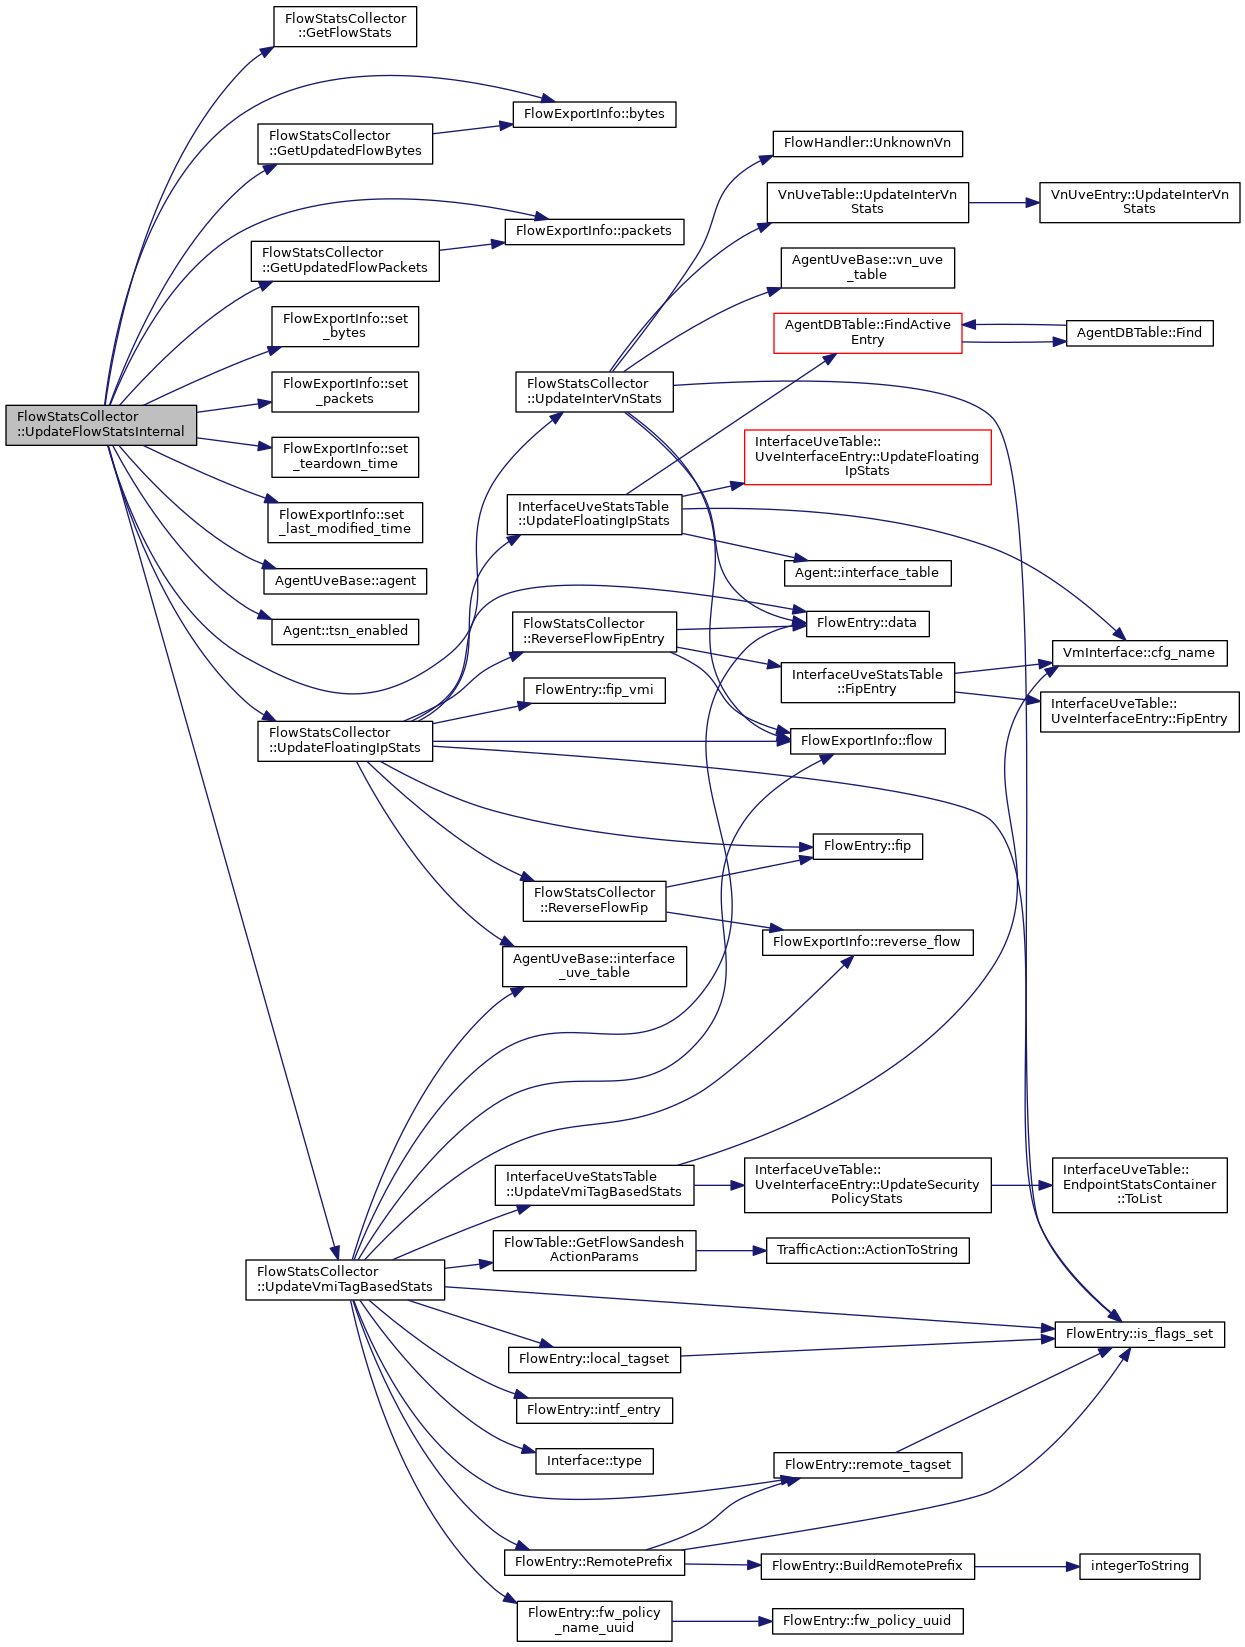 FlowStatsCollector
::UpdateFlowStatsInternal
FlowStatsCollector
::GetFlowStats
FlowExportInfo::bytes
FlowStatsCollector
::GetUpdatedFlowBytes
FlowExportInfo::packets
FlowStatsCollector
::GetUpdatedFlowPackets
FlowExportInfo::set
_bytes
FlowExportInfo::set
_packets
FlowExportInfo::set
_teardown_time
FlowExportInfo::set
_last_modified_time
AgentUveBase::agent
Agent::tsn_enabled
FlowStatsCollector
::UpdateInterVnStats
FlowStatsCollector
::UpdateFloatingIpStats
FlowStatsCollector
::UpdateVmiTagBasedStats
FlowHandler::UnknownVn
VnUveTable::UpdateInterVn
Stats
VnUveEntry::UpdateInterVn
Stats
AgentUveBase::vn_uve
_table
AgentDBTable::FindActive
Entry
AgentDBTable::Find
InterfaceUveTable::
UveInterfaceEntry::UpdateFloating
IpStats
InterfaceUveStatsTable
::UpdateFloatingIpStats
Agent::interface_table
FlowEntry::data
FlowStatsCollector
::ReverseFlowFipEntry
VmInterface::cfg_name
InterfaceUveStatsTable
::FipEntry
InterfaceUveTable::
UveInterfaceEntry::FipEntry
FlowEntry::fip_vmi
FlowExportInfo::flow
FlowEntry::fip
FlowStatsCollector
::ReverseFlowFip
FlowExportInfo::reverse_flow
AgentUveBase::interface
_uve_table
InterfaceUveStatsTable
::UpdateVmiTagBasedStats
InterfaceUveTable::
UveInterfaceEntry::UpdateSecurity
PolicyStats
InterfaceUveTable::
EndpointStatsContainer
::ToList
FlowTable::GetFlowSandesh
ActionParams
TrafficAction::ActionToString
FlowEntry::is_flags_set
FlowEntry::local_tagset
FlowEntry::intf_entry
Interface::type
FlowEntry::remote_tagset
FlowEntry::RemotePrefix
FlowEntry::BuildRemotePrefix
integerToString
FlowEntry::fw_policy
_name_uuid
FlowEntry::fw_policy_uuid